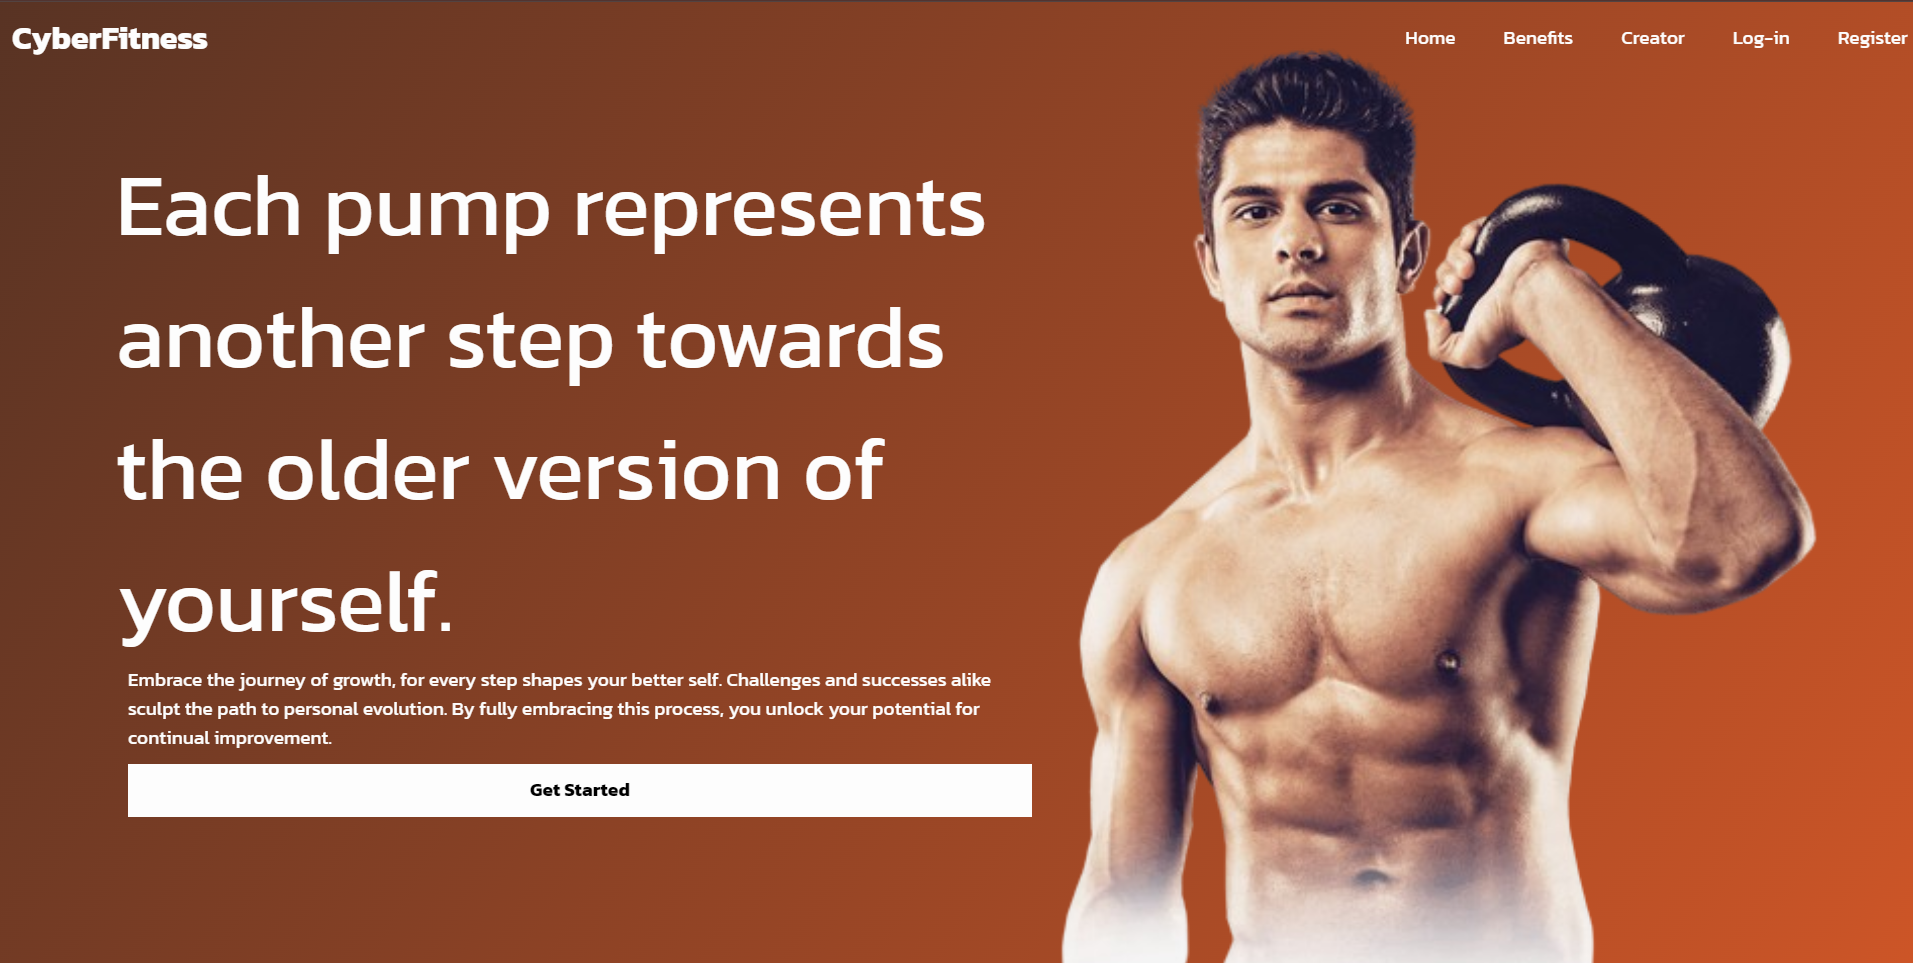 CyberFitness
Home Benefits Creator Log-in Register
Each pump represents
another step towards
the older version of
yourself.
Embrace the journey of growth, for every step shapes your better self. Challenges and successes alike
sculpt the path to personal evolution. By fully embracing this process, you unlock your potential for
continual improvement.
Get Started